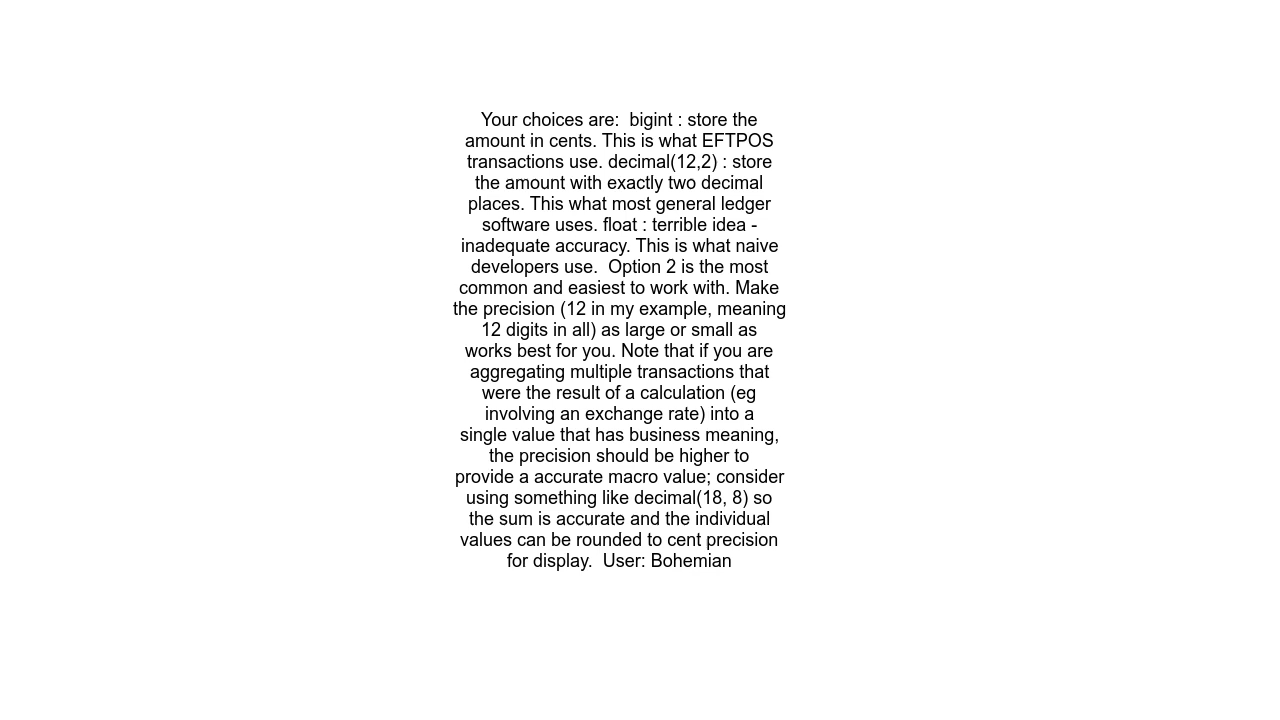 Your choices are:  bigint : store the
amount in cents. This is what EFTPOS
transactions use. decimal(12,2) : store
the amount with exactly two decimal
places. This what most general ledger
software uses. float : terrible idea -
inadequate accuracy. This is what naive
developers use.  Option 2 is the most
common and easiest to work with. Make
the precision (12 in my example, meaning
12 digits in all) as large or small as
works best for you. Note that if you are
aggregating multiple transactions that
were the result of a calculation (eg
involving an exchange rate) into a
single value that has business meaning,
the precision should be higher to
provide a accurate macro value; consider
using something like decimal(18, 8) so
the sum is accurate and the individual
values can be rounded to cent precision
for display.  User: Bohemian